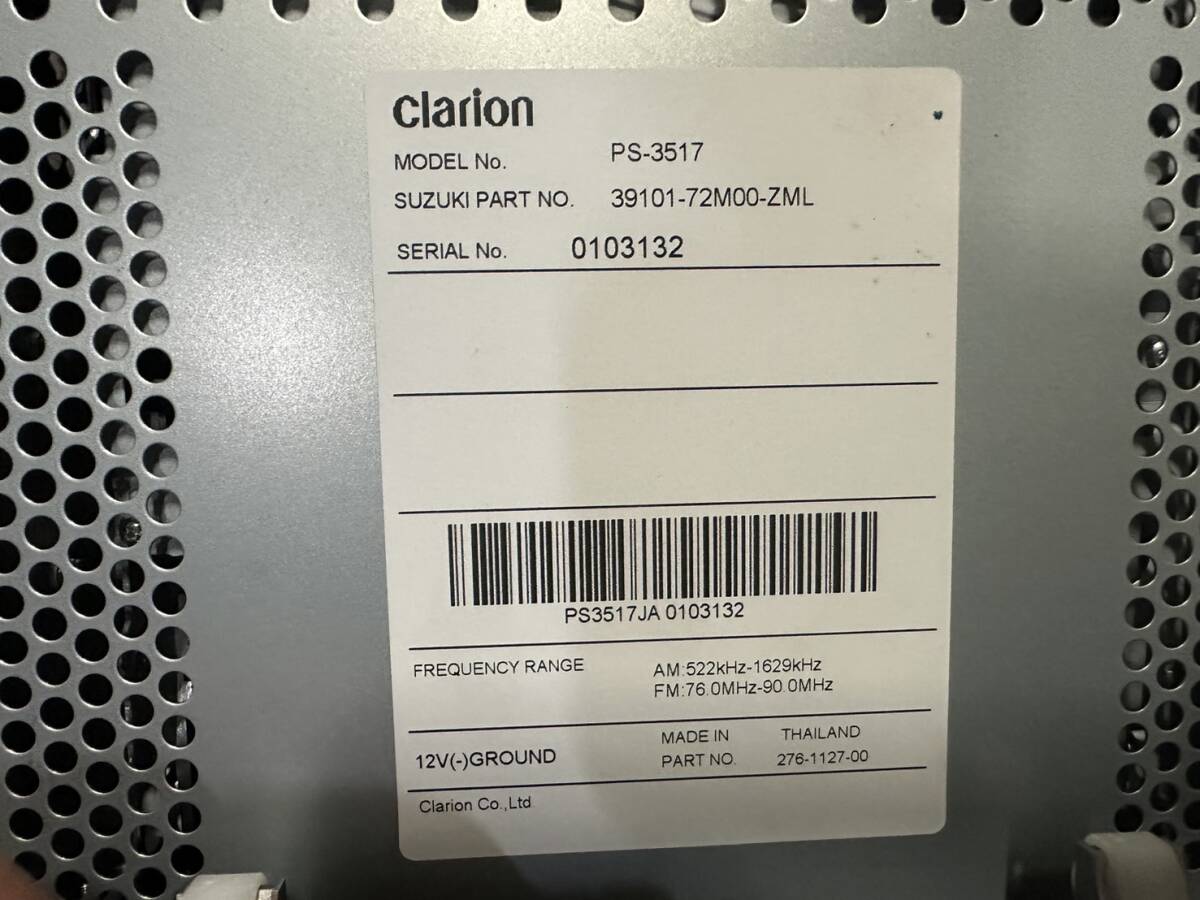 clarion
MODEL No. PS-3517
SUZUKI PART NO. 39101-72M00-ZML
SERIAL No. 0103132
PS3517JA 0103132
FREQUENCY RANGE AM:522kHz-1629kHz
FM:76.0MHz-90.0MHz
12V(-)GROUND
MADE IN THAILAND
PART NO. 276-1127-00
Clarion Co.,Ltd